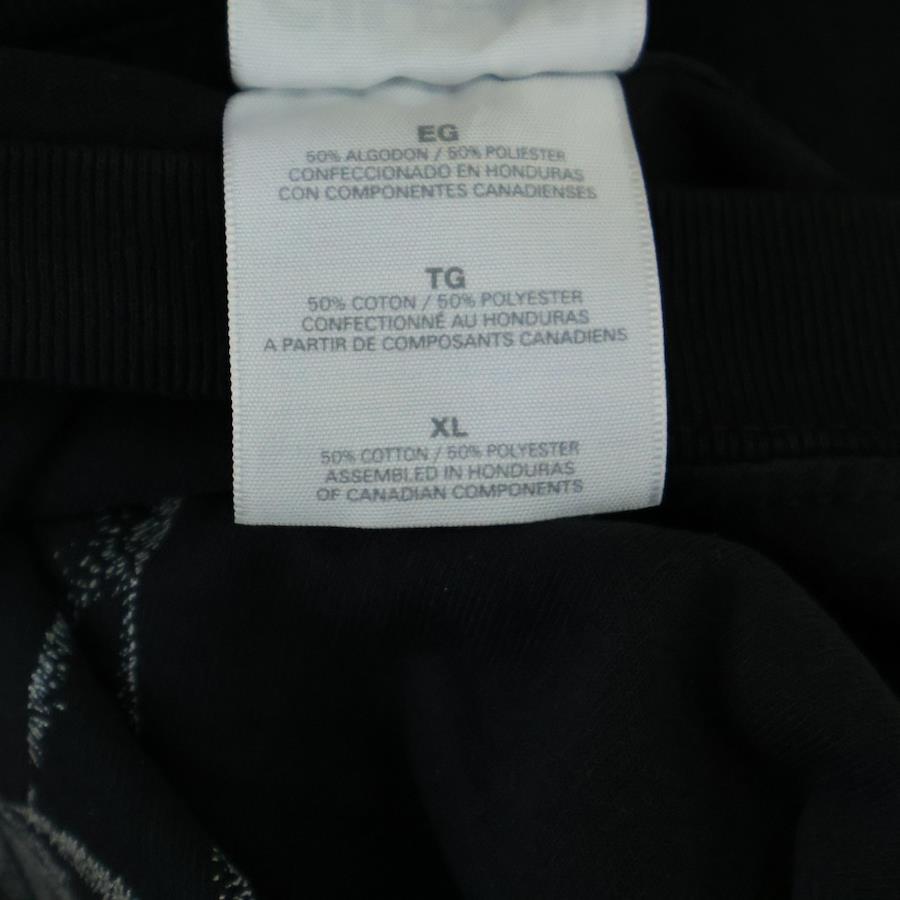 EG
50% ALGODON / 50% POLIESTER
CONFECCIONADO EN HONDURAS
CON COMPONENTES CANADIENSES
TG
50% COTON / 50% POLYESTER
CONFECTIONNÉ AU HONDURAS
A PARTIR DE COMPOSANTS CANADIENS
XL
50% COTTON / 50% POLYESTER
ASSEMBLED IN HONDURAS
OF CANADIAN COMPONENTS